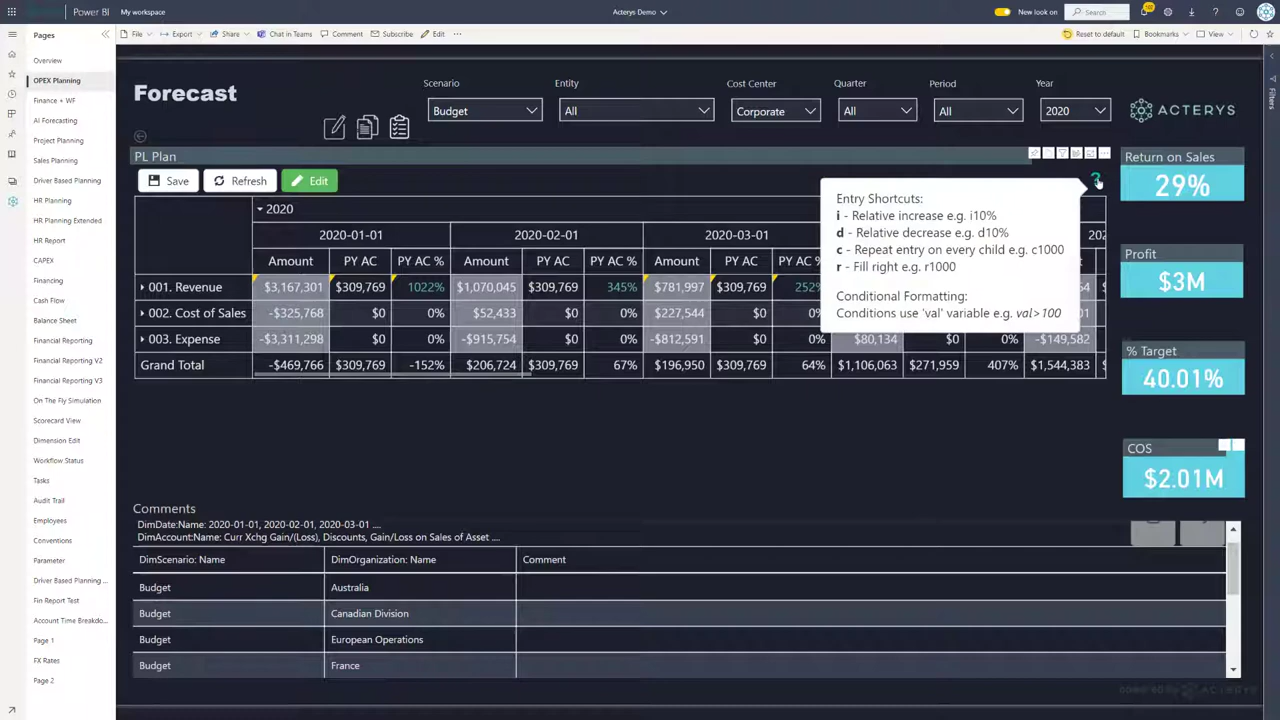 Power BI
My workspace
Acterys Demo
New look on
Search
Pages
File
Export
Share
Chat in Teams
Comment
Subscribe
Edit
Reset to default
Bookmarks
View
Overview
OPEX Planning
Finance + WF
AI Forecasting
Project Planning
Sales Planning
Driver Based Planning
HR Planning
HR Planning Extended
HR Report
CAPEX
Financing
Cash Flow
Balance Sheet
Financial Reporting
Financial Reporting V2
Financial Reporting V3
On The Fly Simulation
Scorecard View
Dimension Edit
Workflow Status
Tasks
Audit Trail
Employees
Conventions
Parameter
Driver Based Planning ...
Fin Report Test
Account Time Breakdo...
Page 1
FX Rates
Page 2
Filters
Forecast
Scenario
Entity
Cost Center
Quarter
Period
Year
Budget
All
Corporate
All
All
2020
ACTERYS
PL Plan
Save
Refresh
Edit
Entry Shortcuts:
i - Relative increase e.g. i10%
d - Relative decrease e.g. d10%
c - Repeat entry on every child e.g. c1000
r - Fill right e.g. r1000
Conditional Formatting:
Conditions use 'val' variable e.g. val>100
2020
2020-01-01 2020-02-01 2020-03-01
Amount PY AC PY AC % Amount PY AC PY AC % Amount PY AC PY AC %
001. Revenue $3,167,301 $309,769 1022% $1,070,045 $309,769 345% $781,997 $309,769 252%
002. Cost of Sales -$325,768 $0 0% $52,433 $0 0% $227,544 $0 0%
003. Expense -$3,311,298 $0 0% -$915,754 $0 0% -$812,591 $0 0% $80,134 $0 0% -$149,582
Grand Total -$469,766 $309,769 -152% $206,724 $309,769 67% $196,950 $309,769 64% $1,106,063 $271,959 407% $1,544,383
Return on Sales
29%
Profit
$3M
% Target
40.01%
COS
$2.01M
Comments
DimDate:Name: 2020-01-01, 2020-02-01, 2020-03-01 ....
DimAccount:Name: Curr Xchg Gain/(Loss), Discounts, Gain/Loss on Sales of Asset ....
DimScenario: Name DimOrganization: Name Comment
Budget Australia
Budget Canadian Division
Budget European Operations
Budget France
ACTERYS